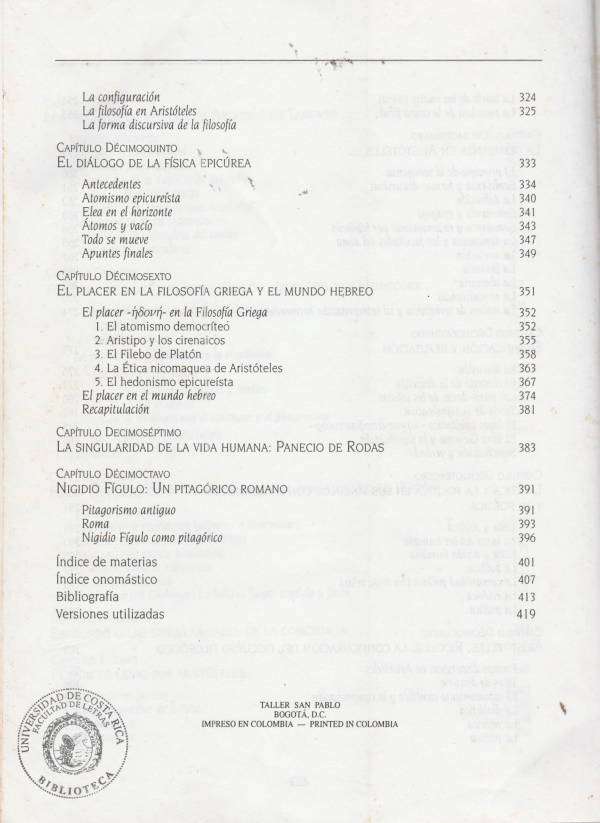 La configuración 324
La filosofía en Aristóteles 325
La forma discursiva de la filosofía
CAPÍTULO DÉCIMOQUINTO
EL DIÁLOGO DE LA FÍSICA EPICÚREA 333
Antecedentes 334
Atomismo epicureísta 340
Elea en el horizonte 341
Átomos y vacío 343
Todo se mueve 347
Apuntes finales 349
CAPÍTULO DÉCIMOSEXTO
EL PLACER EN LA FILOSOFÍA GRIEGA Y EL MUNDO HEBREO 351
El placer -ήδονή- en la Filosofía Griega 352
1. El atomismo democríteo 352
2. Aristipo y los cirenaicos 355
3. El Filebo de Platón 358
4. La Ética nicomaquea de Aristóteles 363
5. El hedonismo epicureísta 367
El placer en el mundo hebreo 374
Recapitulación 381
CAPÍTULO DECIMOSÉPTIMO
LA SINGULARIDAD DE LA VIDA HUMANA: PANECIO DE RODAS 383
CAPÍTULO DÉCIMOCTAVO
NIGIDIO FÍGULO: UN PITAGÓRICO ROMANO 391
Pitagorismo antiguo 391
Roma 393
Nigidio Fígulo como pitagórico 396
Índice de materias 401
Índice onomástico 407
Bibliografía 413
Versiones utilizadas 419
TALLER SAN PABLO
BOGOTÁ, D.C.
IMPRESO EN COLOMBIA — PRINTED IN COLOMBIA
UNIVERSIDAD DE COSTA RICA
FACULTAD DE LETRAS
BIBLIOTECA